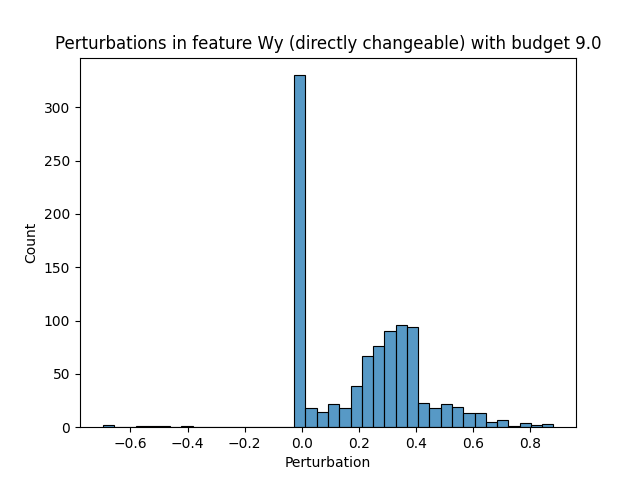 Perturbations in feature Wy (directly changeable) with budget 9.0
300
250
200
150
100
50
0
Count
−0.6 −0.4 −0.2 0.0 0.2 0.4 0.6 0.8
Perturbation